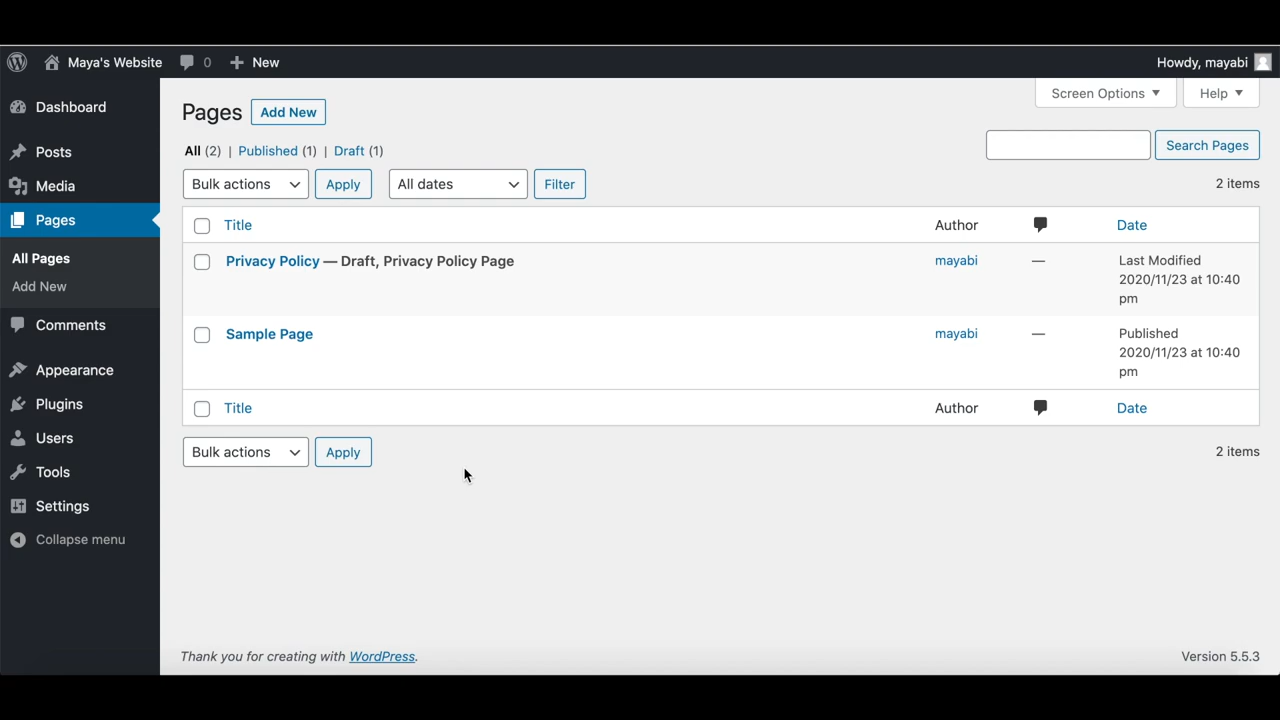 Maya's Website 0 New Howdy, mayabi
Dashboard
Posts
Media
Pages
All Pages
Add New
Comments
Appearance
Plugins
Users
Tools
Settings
Collapse menu
Screen Options Help
Pages Add New
All (2) | Published (1) | Draft (1)
Search Pages
Bulk actions Apply All dates Filter 2 items
Title Author Date
Privacy Policy — Draft, Privacy Policy Page mayabi — Last Modified
2020/11/23 at 10:40
pm
Sample Page mayabi — Published
2020/11/23 at 10:40
pm
Title Author Date
Bulk actions Apply 2 items
Thank you for creating with WordPress. Version 5.5.3